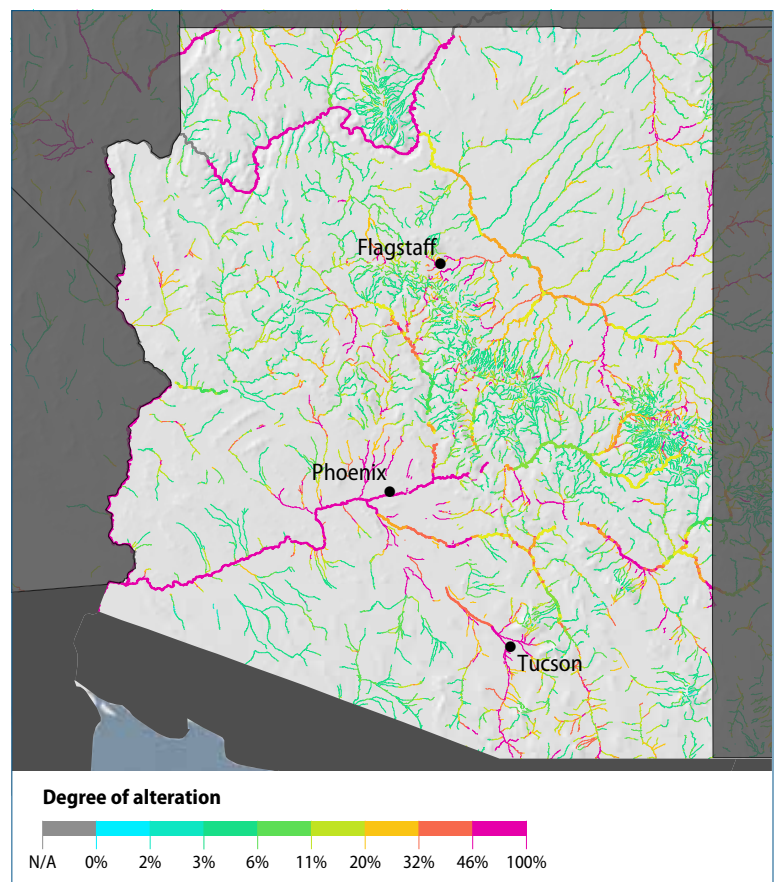 Flagstaff
Phoenix
Tucson
Degree of alteration
N/A 0% 2% 3% 6% 11% 20% 32% 46% 100%